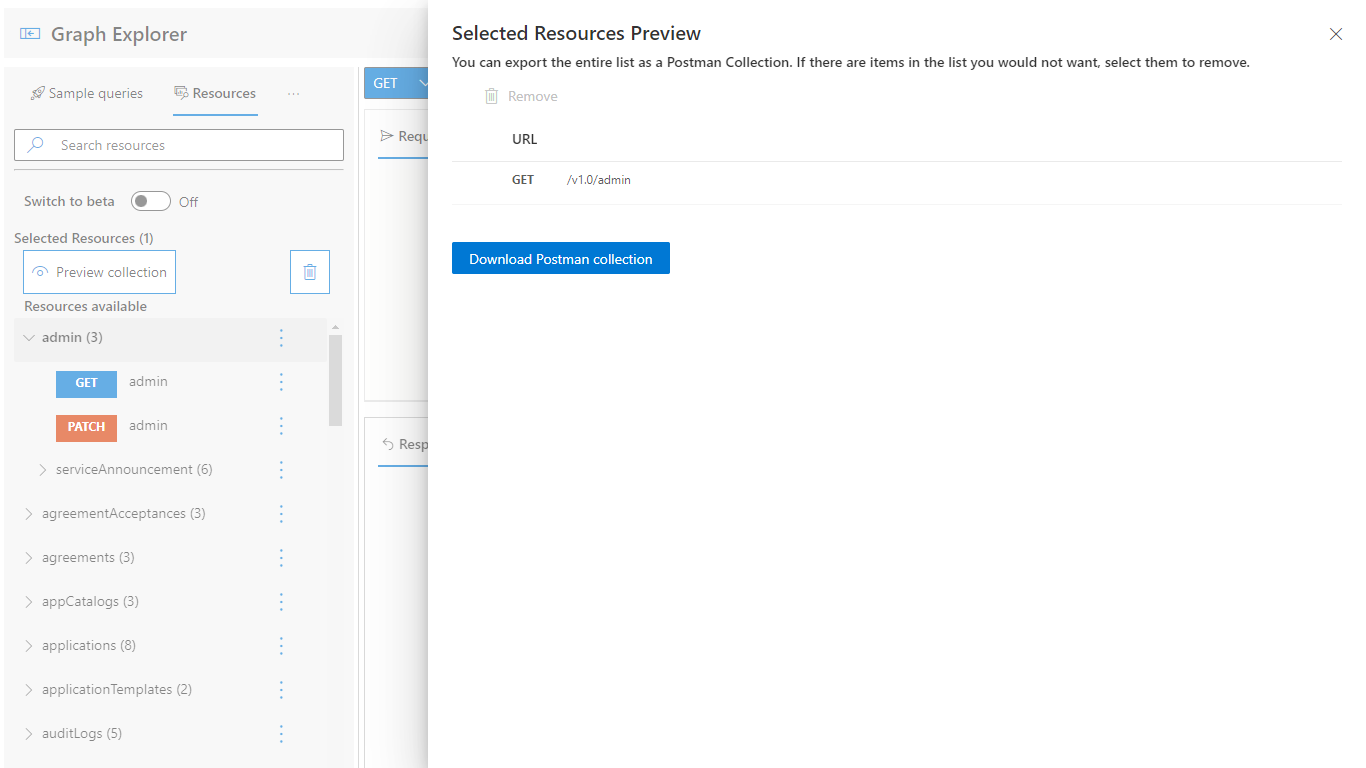 Graph Explorer
Sample queries
Resources
...
Search resources
Switch to beta
Off
Selected Resources (1)
Preview collection
Resources available
admin (3)
GET admin
PATCH admin
serviceAnnouncement (6)
agreementAcceptances (3)
agreements (3)
appCatalogs (3)
applications (8)
applicationTemplates (2)
auditLogs (5)
GET
Requ
Resp
Selected Resources Preview
You can export the entire list as a Postman Collection. If there are items in the list you would not want, select them to remove.
Remove
URL
GET /v1.0/admin
Download Postman collection